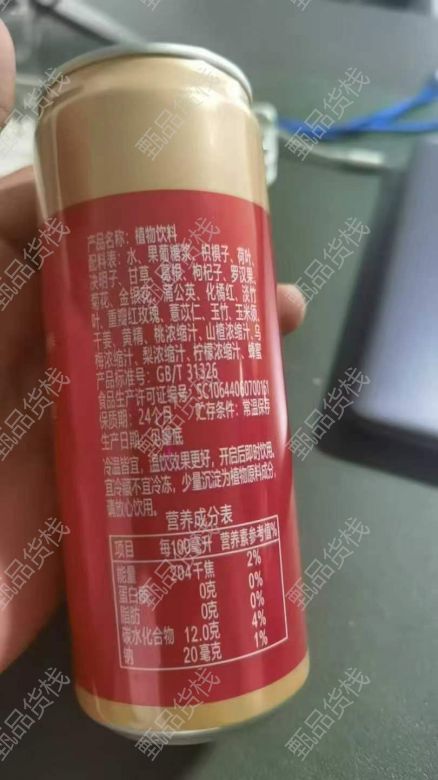 产品名称：植物饮料
配料表：水、果葡糖浆、枳椇子、荷叶、
决明子、甘草、葛根、枸杞子、罗汉果、
菊花、金银花、蒲公英、化橘红、淡竹
叶、重瓣红玫瑰、薏苡仁、玉竹、玉米须、
干姜、黄精、桃浓缩汁、山楂浓缩汁、乌
梅浓缩汁、梨浓缩汁、柠檬浓缩汁、蜂蜜
产品标准号：GB/T 31326
食品生产许可证编号：SC10644060700161
保质期：24个月 贮存条件：常温保存
生产日期：见罐底
冷温皆宜，温饮效果更好，开启后即时饮用。
宜冷藏不宜冷冻，少量沉淀为植物原料成分，
请放心饮用。
营养成分表
项目 每100毫升 营养素参考值%
能量 204千焦 2%
蛋白质 0克 0%
脂肪 0克 0%
碳水化合物 12.0克 4%
钠 20毫克 1%
甄品货栈